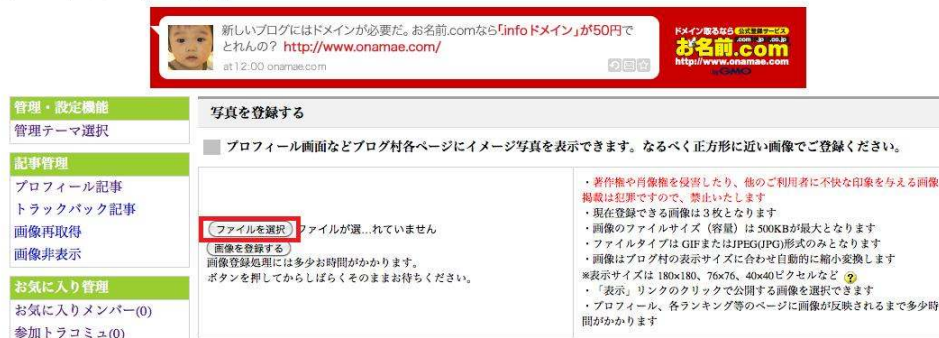 新しいブログにはドメインが必要だ。お名前.comなら「infoドメイン」が50円で
とれんの? http://www.onamae.com/
at 12:00 onamae.com
ドメイン取るなら 公式登録サービス
.com .jp .co.jp
お名前.com
http://www.onamae.com
by GMO
管理・設定機能
管理テーマ選択
記事管理
プロフィール記事
トラックバック記事
画像再取得
画像非表示
お気に入り管理
お気に入りメンバー(0)
参加トラコミュ(0)
写真を登録する
プロフィール画面などブログ村各ページにイメージ写真を表示できます。なるべく正方形に近い画像でご登録ください。
ファイルを選択 ファイルが選...れていません
画像を登録する
画像登録処理には多少お時間がかかります。
ボタンを押してからしばらくそのままお待ちください。
・著作権や肖像権を侵害したり、他のご利用者に不快な印象を与える画像
掲載は犯罪ですので、禁止いたします
・現在登録できる画像は3枚となります
・画像のファイルサイズ（容量）は 500KBが最大となります
・ファイルタイプは GIFまたはJPEG(JPG)形式のみとなります
・画像はブログ村の表示サイズに合わせ自動的に縮小変換します
※表示サイズは 180×180、76×76、40×40ピクセルなど ?
・「表示」リンクのクリックで公開する画像を選択できます
・プロフィール、各ランキング等のページに画像が反映されるまで多少時
間がかかります